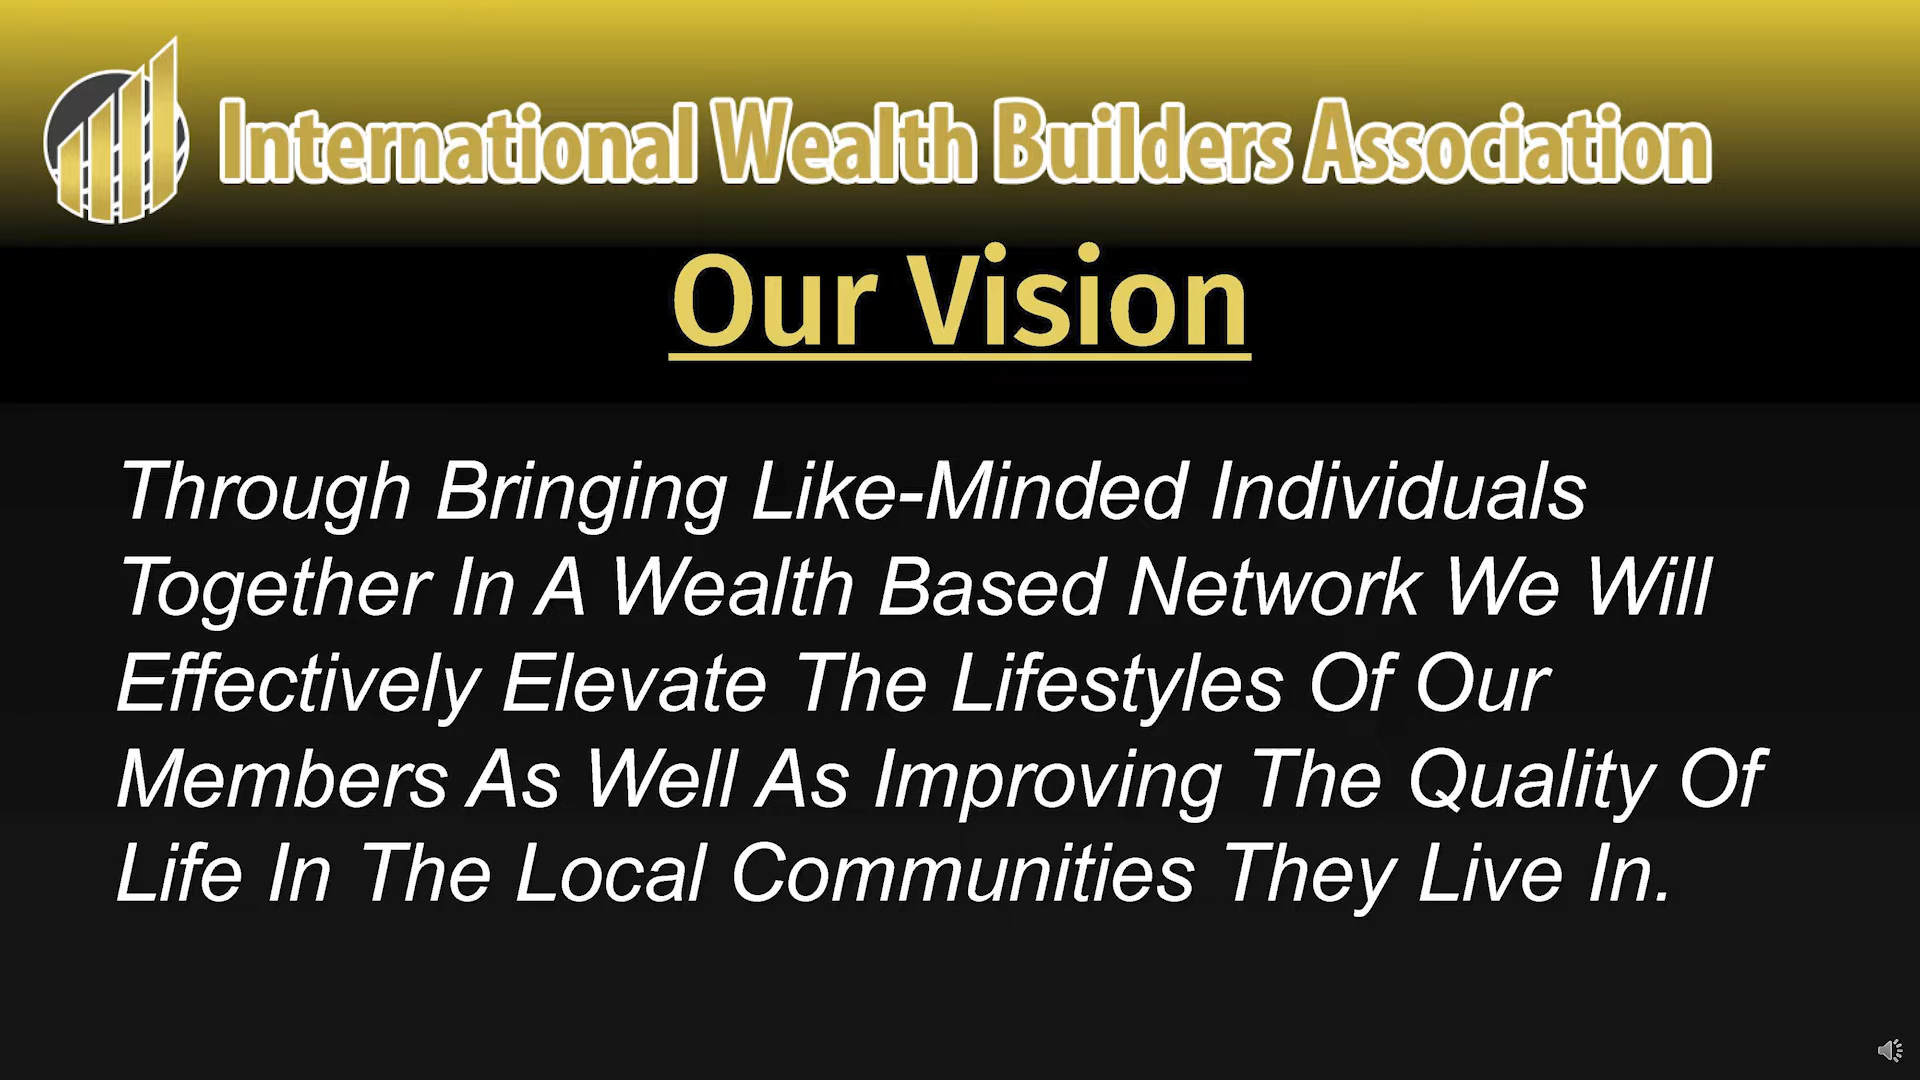 International Wealth Builders Association
Our Vision
Through Bringing Like-Minded Individuals
Together In A Wealth Based Network We Will
Effectively Elevate The Lifestyles Of Our
Members As Well As Improving The Quality Of
Life In The Local Communities They Live In.